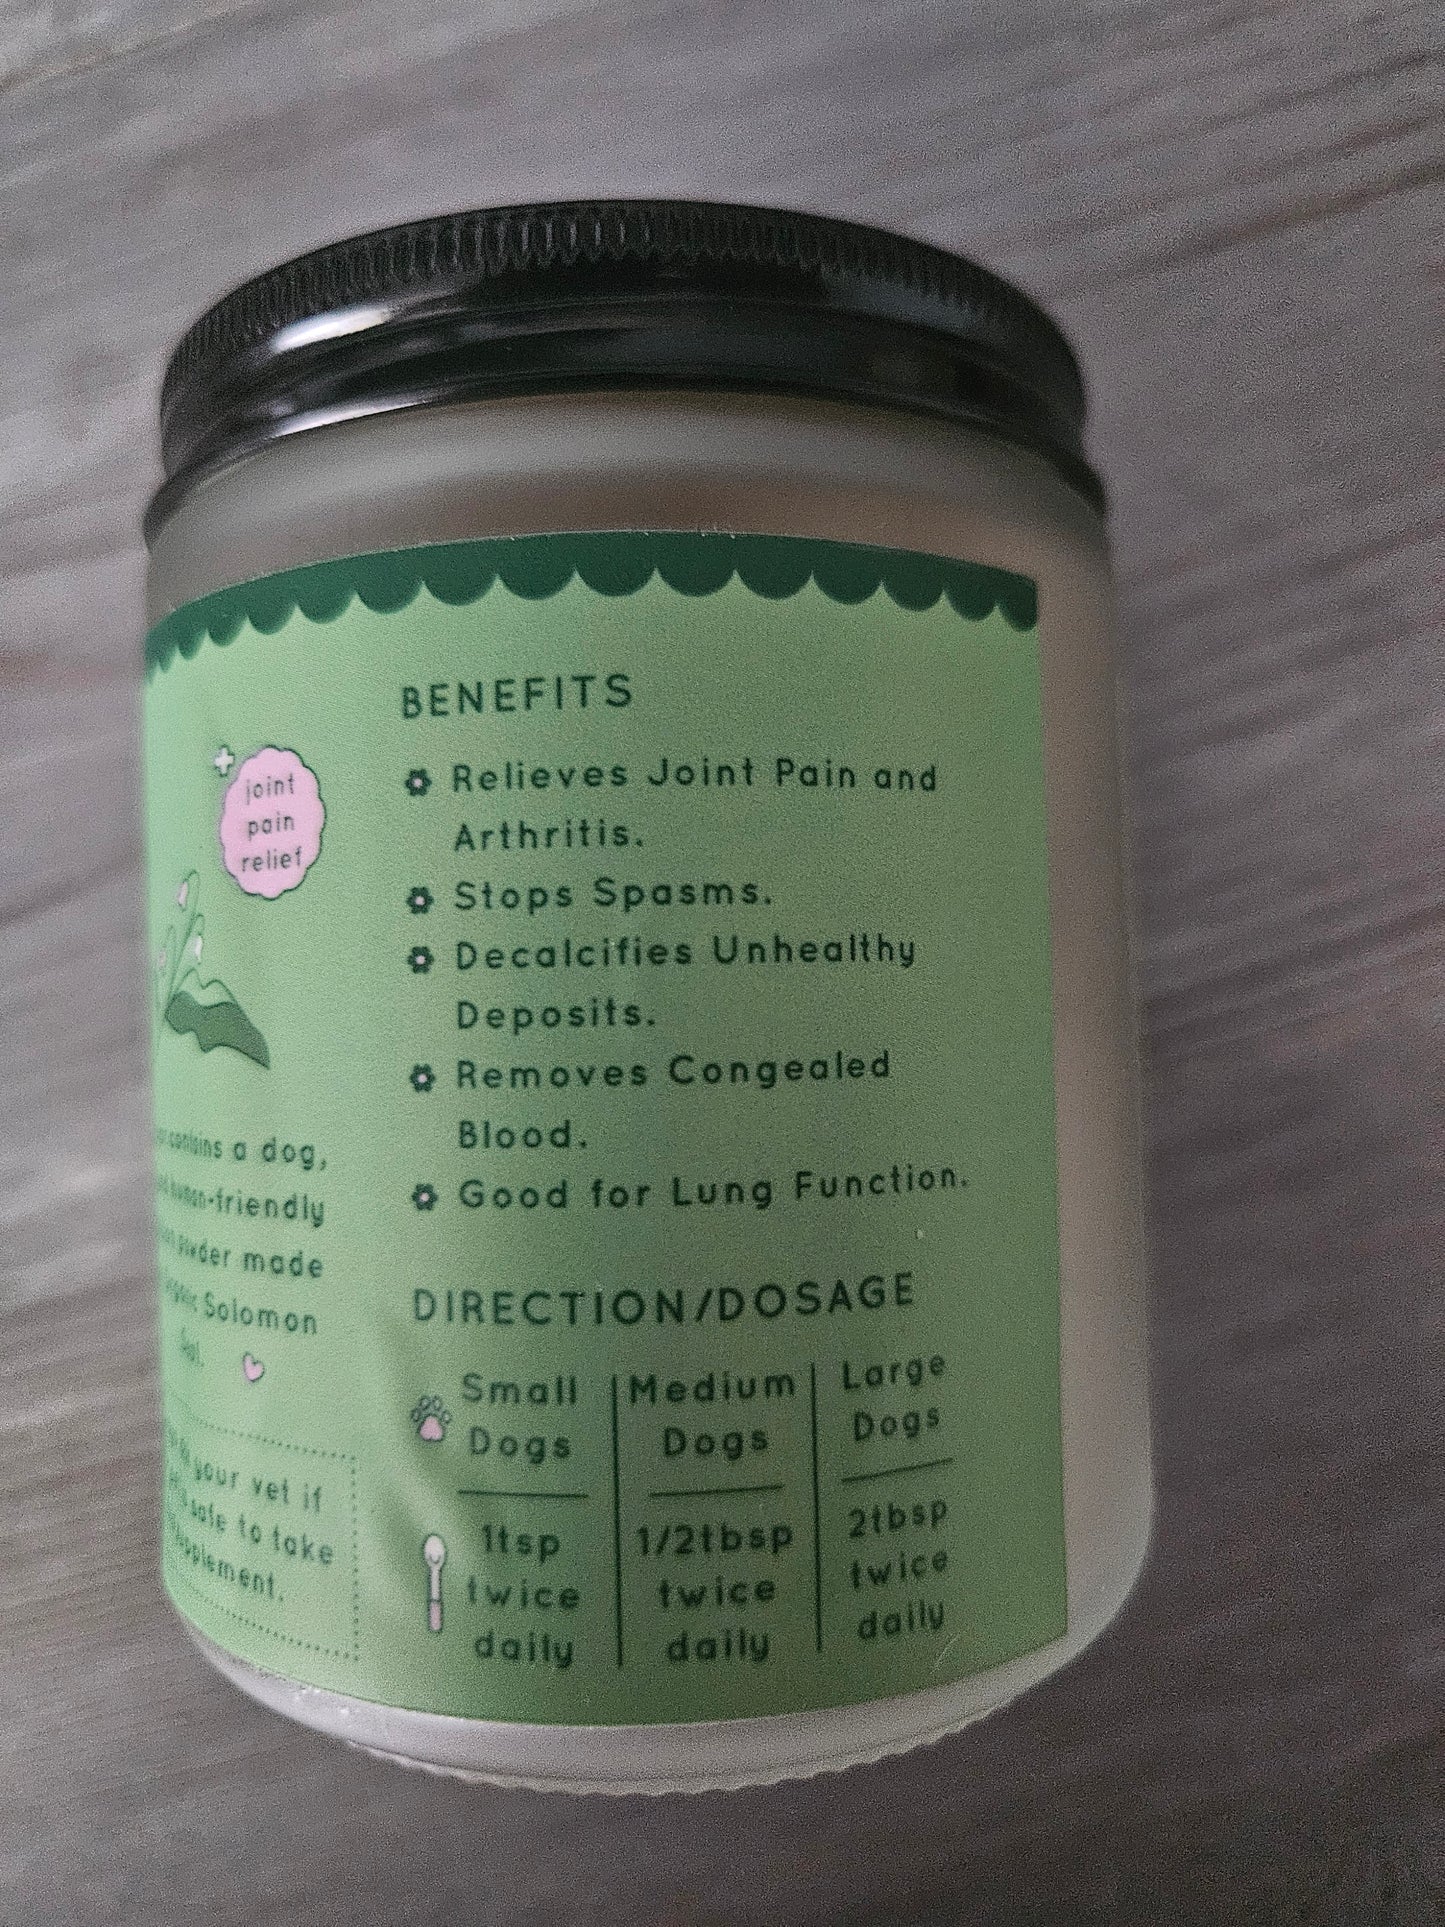 joint
pain
relief
contains a dog,
human-friendly
powder made
Solomon
your vet if
safe to take
supplement.
BENEFITS
Relieves Joint Pain and
Arthritis.
Stops Spasms.
Decalcifies Unhealthy
Deposits.
Removes Congealed
Blood.
Good for Lung Function.
DIRECTION/DOSAGE
Small Dogs
1tsp
twice
daily
Medium
Dogs
1/2tbsp
twice
daily
Large
Dogs
2tbsp
twice
daily